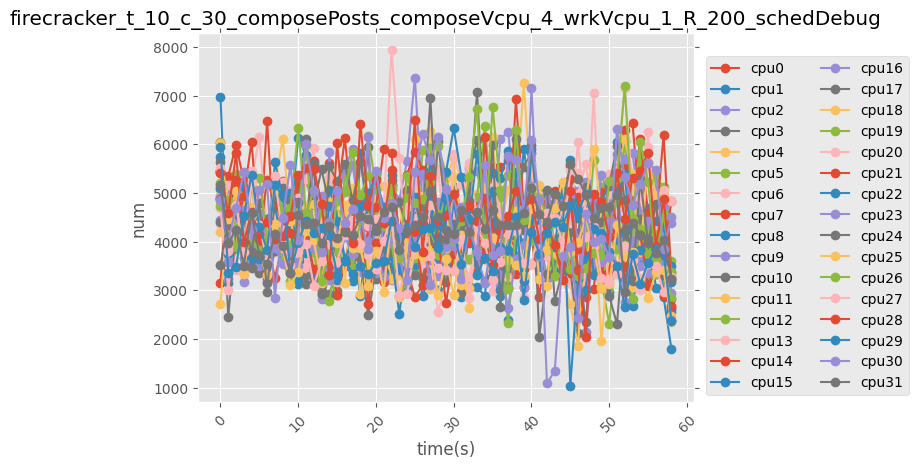 firecracker_t_10_c_30_composePosts_composeVcpu_4_wrkVcpu_1_R_200_schedDebug
8000
7000
6000
5000
4000
3000
2000
1000
num
0
10
20
30
40
50
60
time(s)
cpu0
cpu1
cpu2
cpu3
cpu4
cpu5
cpu6
cpu7
cpu8
cpu9
cpu10
cpu11
cpu12
cpu13
cpu14
cpu15
cpu16
cpu17
cpu18
cpu19
cpu20
cpu21
cpu22
cpu23
cpu24
cpu25
cpu26
cpu27
cpu28
cpu29
cpu30
cpu31